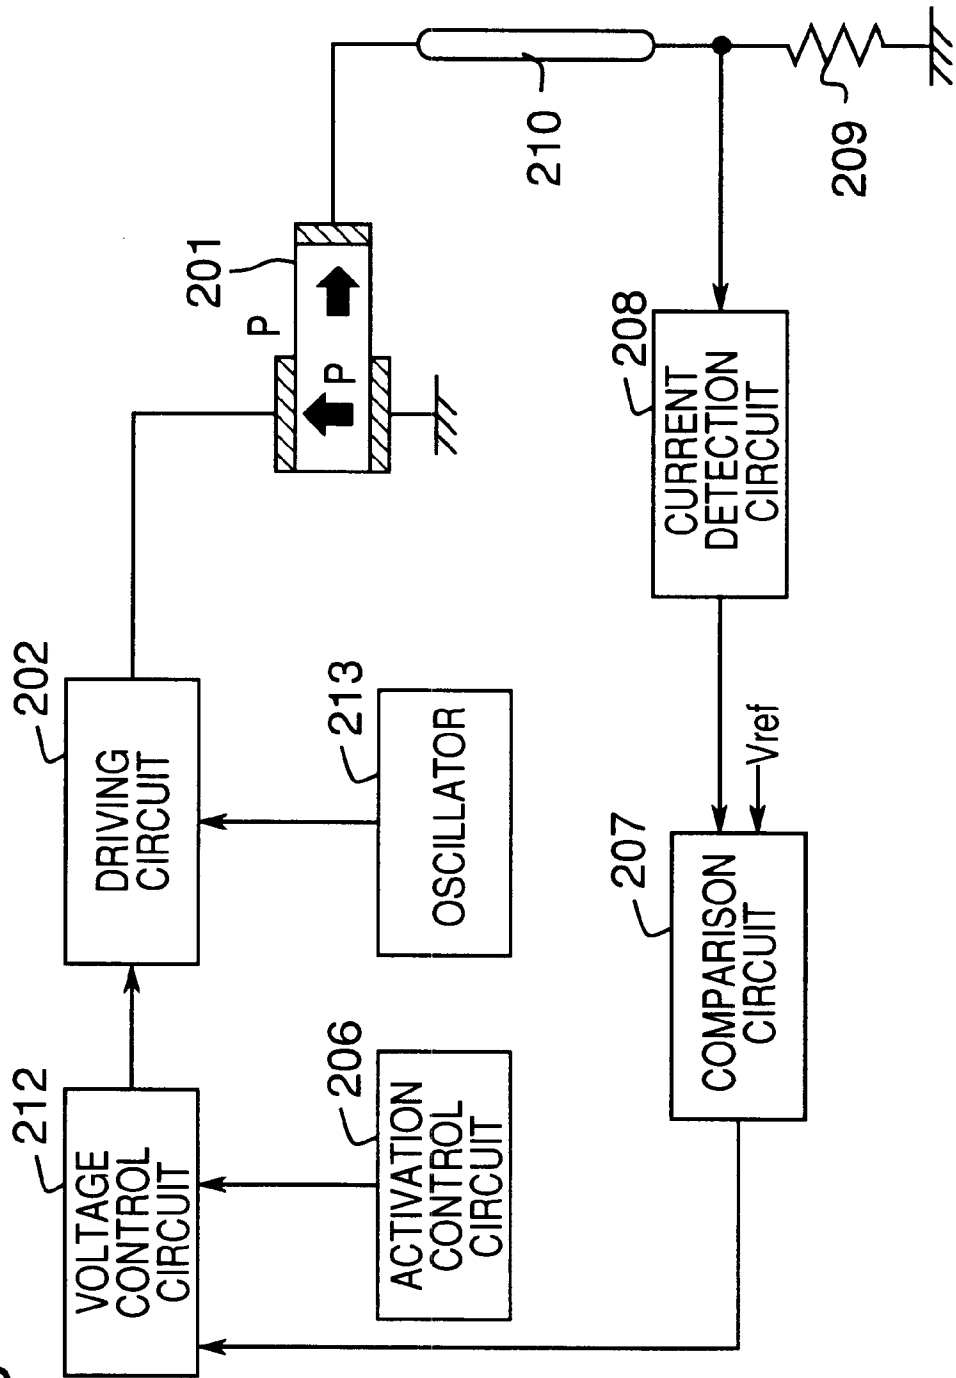 212
VOLTAGE
CONTROL
CIRCUIT
202
DRIVING
CIRCUIT
201
P
P
206
ACTIVATION
CONTROL
CIRCUIT
213
OSCILLATOR
210
207
COMPARISON
CIRCUIT
Vref
208
CURRENT
DETECTION
CIRCUIT
209